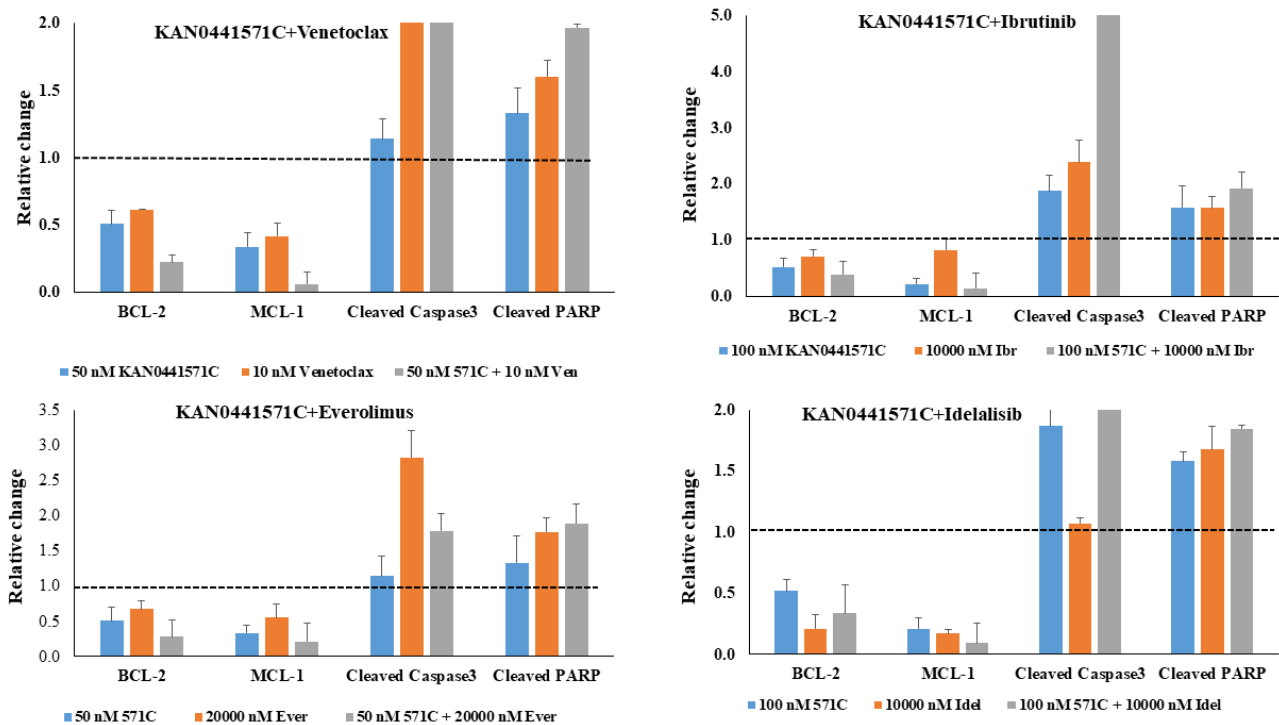 KAN0441571C+Venetoclax
Relative change
2.0
1.5
1.0
0.5
0.0
BCL-2 MCL-1 Cleaved Caspase3 Cleaved PARP
50 nM KAN0441571C 10 nM Venetoclax 50 nM 571C + 10 nM Ven
KAN0441571C+Ibrutinib
Relative change
5.0
4.0
3.0
2.0
1.0
0.0
BCL-2 MCL-1 Cleaved Caspase3 Cleaved PARP
100 nM KAN0441571C 10000 nM Ibr 100 nM 571C + 10000 nM Ibr
KAN0441571C+Everolimus
Relative change
3.5
3.0
2.5
2.0
1.5
1.0
0.5
0.0
BCL-2 MCL-1 Cleaved Caspase3 Cleaved PARP
50 nM 571C 20000 nM Ever 50 nM 571C + 20000 nM Ever
KAN0441571C+Idelalisib
Relative change
2.0
1.5
1.0
0.5
0.0
BCL-2 MCL-1 Cleaved Caspase3 Cleaved PARP
100 nM 571C 10000 nM Idel 100 nM 571C + 10000 nM Idel